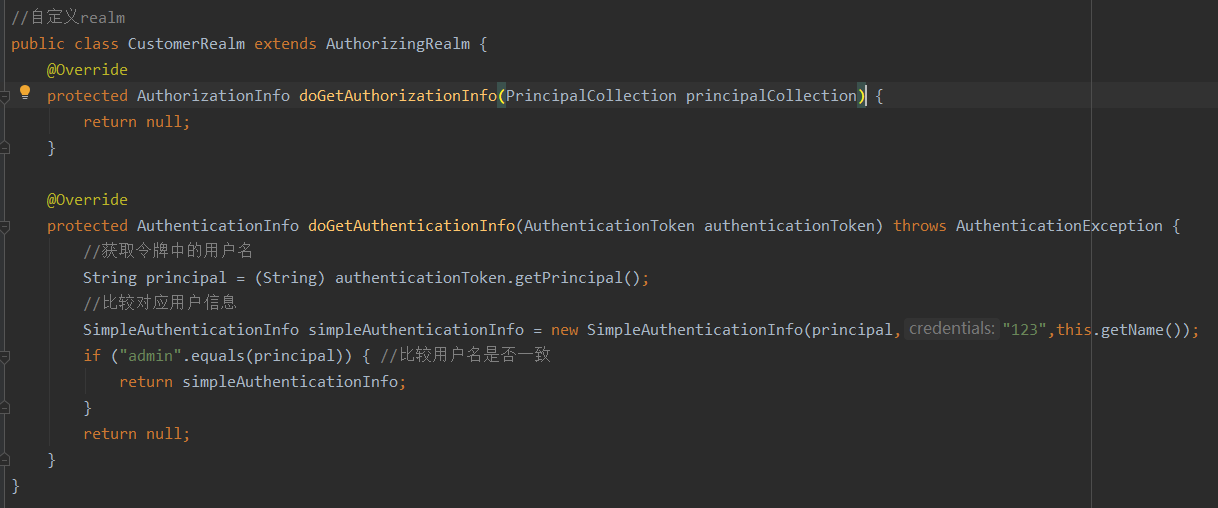 //自定义realm
public class CustomerRealm extends AuthorizingRealm {
@Override
protected AuthorizationInfo doGetAuthorizationInfo(PrincipalCollection principalCollection) {
return null;
}
@Override
protected AuthenticationInfo doGetAuthenticationInfo(AuthenticationToken authenticationToken) throws AuthenticationException {
//获取令牌中的用户名
String principal = (String) authenticationToken.getPrincipal();
//比较对应用户信息
SimpleAuthenticationInfo simpleAuthenticationInfo = new SimpleAuthenticationInfo(principal, credentials: "123",this.getName());
if ("admin".equals(principal)) { //比较用户名是否一致
return simpleAuthenticationInfo;
}
return null;
}
}